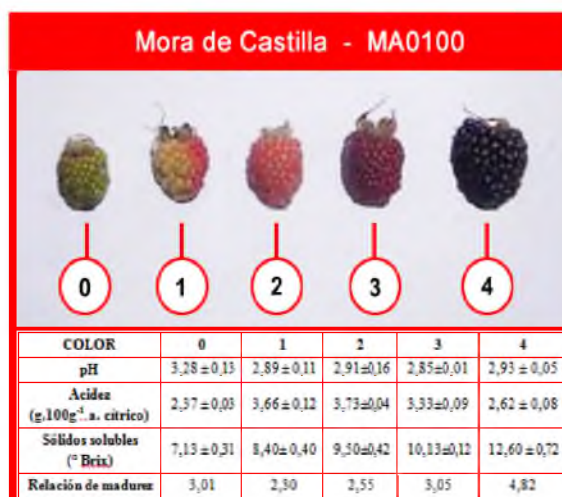 Mora de Castilla - MA0100
0 1 2 3 4
COLOR 0 1 2 3 4
pH 3,28 ± 0,13 2,89 ± 0,11 2,91±0,16 2,85±0,01 2,93 ± 0,05
Acidez
(g.100g⁻¹ a. cítrico) 2,37 ± 0,03 3,66 ± 0,12 3,73±0,04 3,33±0,09 2,62 ± 0,08
Sólidos solubles
(° Brix) 7,13 ± 0,31 8,40± 0,40 9,50±0,42 10,13±0,12 12,60 ± 0,72
Relación de madurez 3,01 2,30 2,55 3,05 4,82